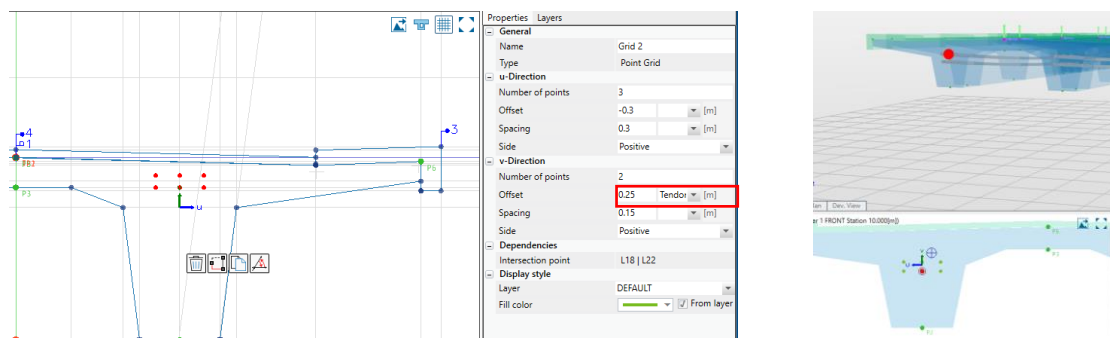 Properties Layers
General
Name Grid 2
Type Point Grid
u-Direction
Number of points 3
Offset -0.3 [m]
Spacing 0.3 [m]
Side Positive
v-Direction
Number of points 2
Offset 0.25 Tendor [m]
Spacing 0.15 [m]
Side Positive
Dependencies
Intersection point L18 | L22
Display style
Layer DEFAULT
Fill color From layer
4
1
3
P6
P3
u
Dev. View
1 FRONT Station 10.000[m])
P6
P3
v
u